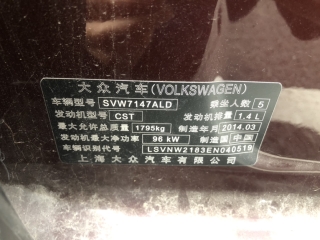 大众汽车(VOLKSWAGEN)
车辆型号 SVW7147ALD 乘坐人数 5
发动机型号 CST 发动机排量 1.4 L
最大允许总质量 1795kg 制造年月 2014.03
最大净功率 96 kW 制造国 中国
车辆识别代号 LSVNW2183EN040519
上海大众汽车有限公司